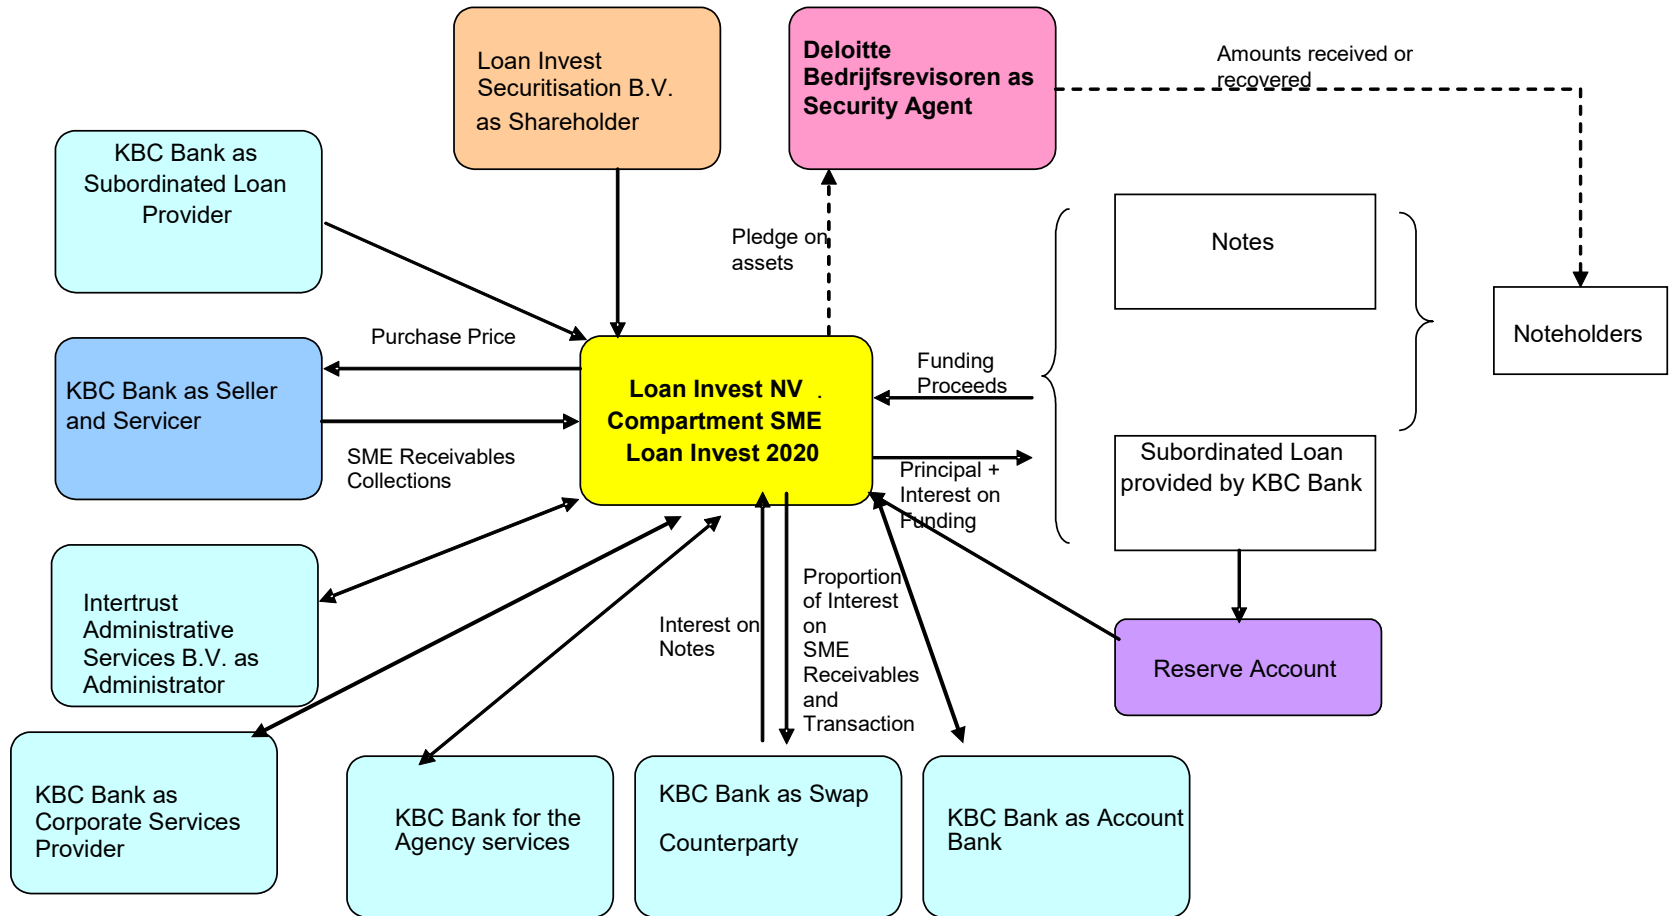 Loan Invest
Securitisation B.V.
as Shareholder
Deloitte
Bedrijfsrevisoren as
Security Agent
Amounts received or
recovered
KBC Bank as
Subordinated Loan
Provider
Pledge on
assets
Notes
Noteholders
Purchase Price
KBC Bank as Seller
and Servicer
SME Receivables
Collections
Loan Invest NV .
Compartment SME
Loan Invest 2020
Funding
Proceeds
Principal +
Interest on
Funding
Subordinated Loan
provided by KBC Bank
Intertrust
Administrative
Services B.V. as
Administrator
Interest on
Notes
Proportion
of Interest
on
SME
Receivables
and
Transaction
Reserve Account
KBC Bank as
Corporate Services
Provider
KBC Bank for the
Agency services
KBC Bank as Swap
Counterparty
KBC Bank as Account
Bank